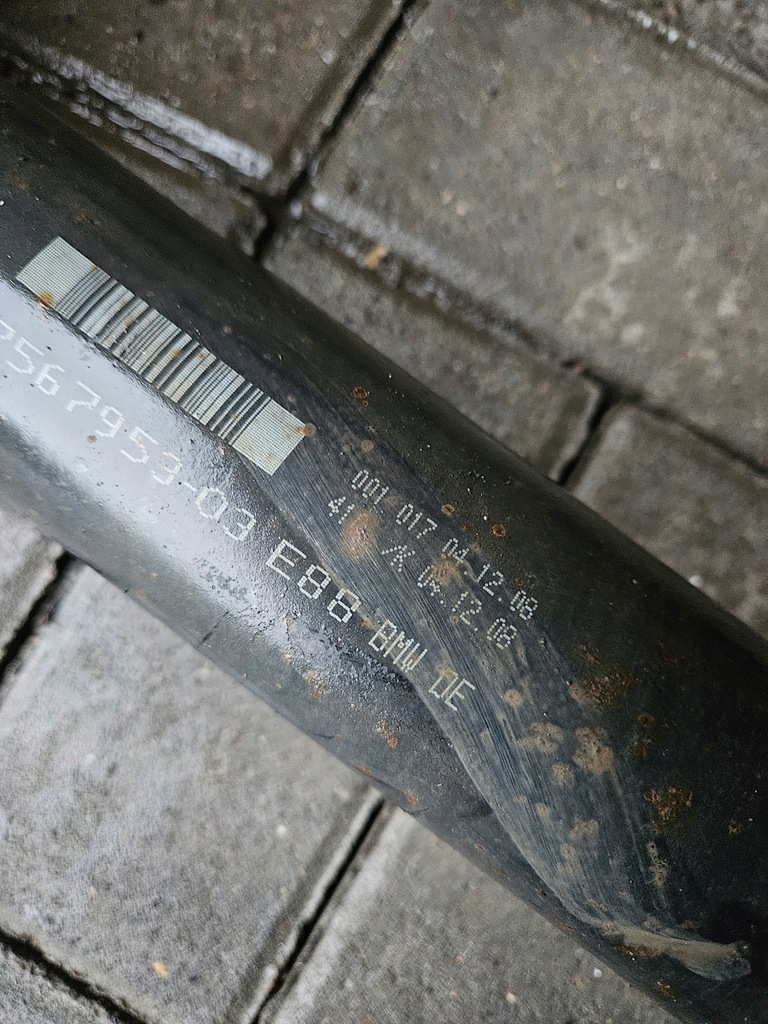 7567953-03 E88 BMW DE
001 017 04.12.08
41 /X 04.12.08